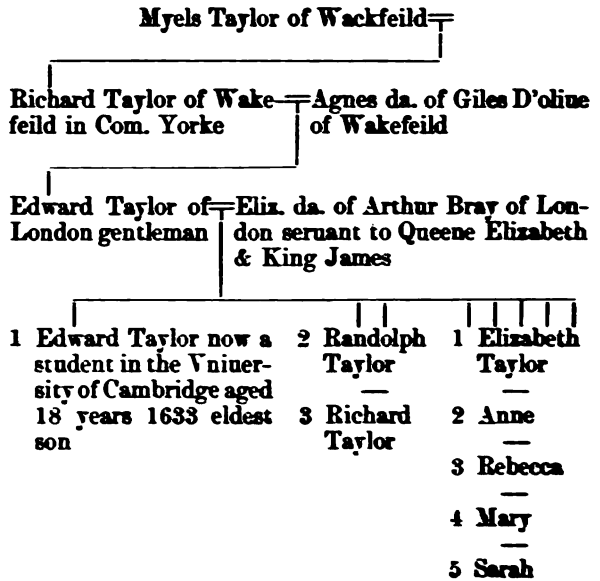 Myels Taylor of Wackfeild
Richard Taylor of Wake-
feild in Com. Yorke
Agnes da. of Giles D'oliue
of Wakefeild
Edward Taylor of
London gentleman
Eliz. da. of Arthur Bray of Lon-
don seruant to Queene Elizabeth
& King James
1 Edward Taylor now a
student in the Vniuer-
sity of Cambridge aged
18 years 1633 eldest
son
2 Randolph
Taylor
3 Richard
Taylor
1 Elizabeth
Taylor
2 Anne
3 Rebecca
4 Mary
5 Sarah